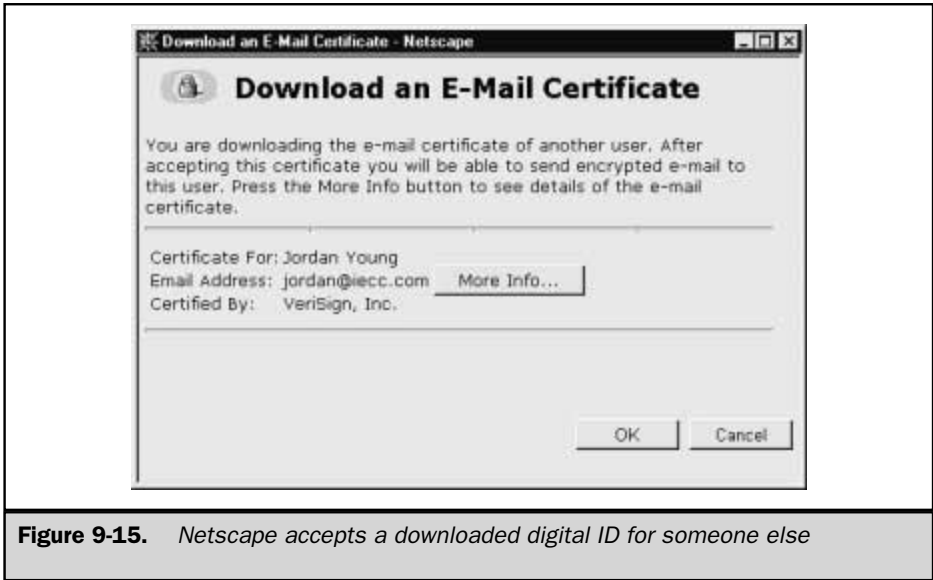 Download an E-Mail Certificate - Netscape
Download an E-Mail Certificate
You are downloading the e-mail certificate of another user. After
accepting this certificate you will be able to send encrypted e-mail to
this user. Press the More Info button to see details of the e-mail
certificate.
Certificate For: Jordan Young
Email Address: jordan@iecc.com More Info...
Certified By: VeriSign, Inc.
OK Cancel
Figure 9-15. Netscape accepts a downloaded digital ID for someone else